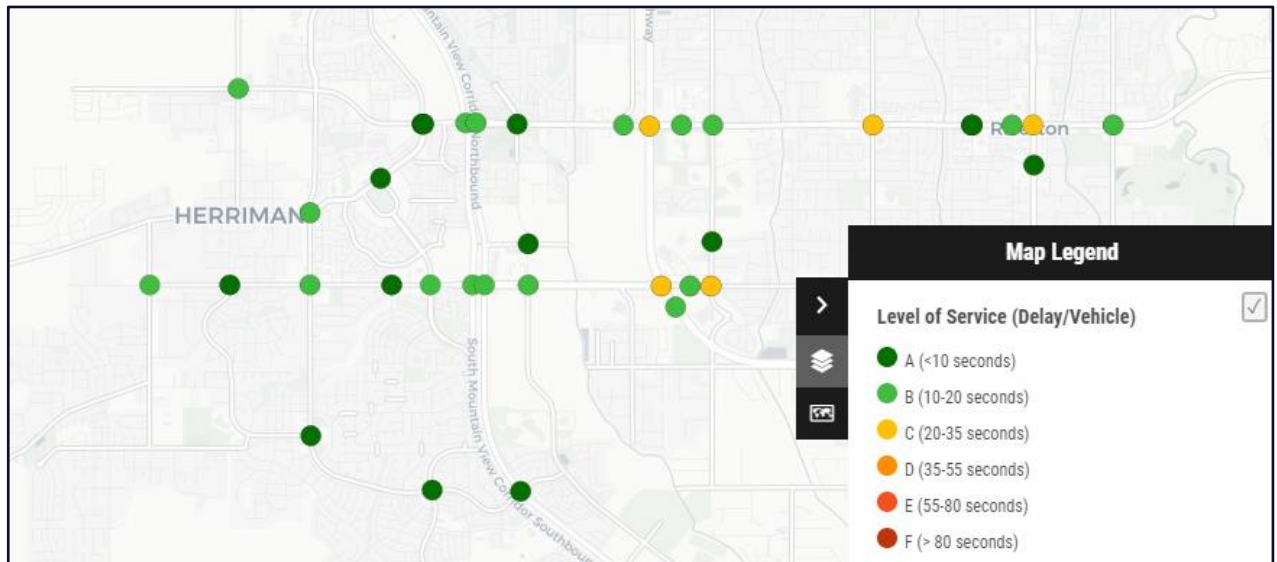 Mountain View Corridor Northbound
HERRIMAN
South Mountain View Corridor Southbound
Map Legend
Level of Service (Delay/Vehicle)
A (<10 seconds)
B (10-20 seconds)
C (20-35 seconds)
D (35-55 seconds)
E (55-80 seconds)
F (> 80 seconds)